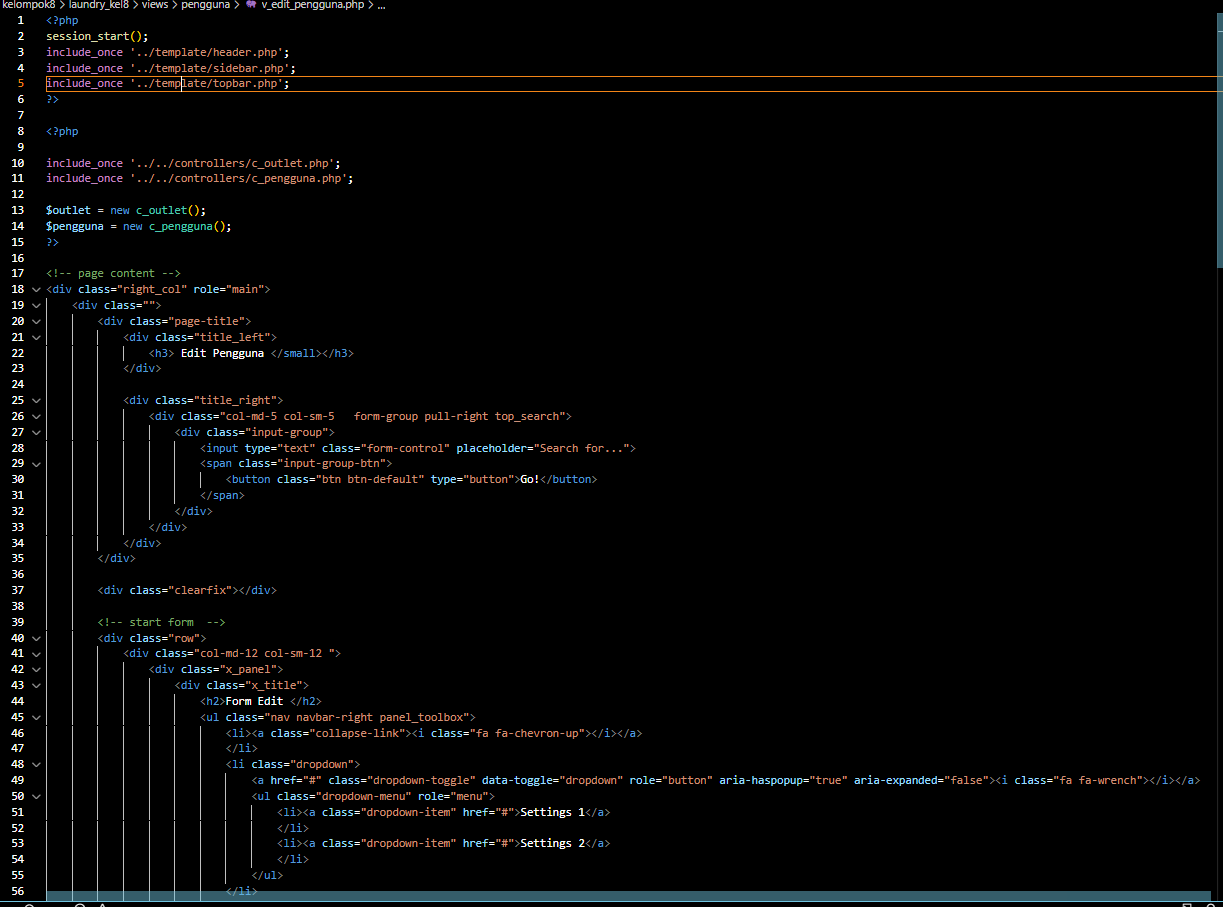 kelompok8 > laundry_kel8 > views > pengguna > v_edit_pengguna.php > ...
1 <?php
2 session_start();
3 include_once '../template/header.php';
4 include_once '../template/sidebar.php';
5 include_once '../template/topbar.php';
6 ?>
7
8 <?php
9
10 include_once '../../controllers/c_outlet.php';
11 include_once '../../controllers/c_pengguna.php';
12
13 $outlet = new c_outlet();
14 $pengguna = new c_pengguna();
15 ?>
16
17 <!-- page content -->
18 <div class="right_col" role="main">
19 <div class="">
20 <div class="page-title">
21 <div class="title_left">
22 <h3> Edit Pengguna </small></h3>
23 </div>
24
25 <div class="title_right">
26 <div class="col-md-5 col-sm-5   form-group pull-right top_search">
27 <div class="input-group">
28 <input type="text" class="form-control" placeholder="Search for...">
29 <span class="input-group-btn">
30 <button class="btn btn-default" type="button">Go!</button>
31 </span>
32 </div>
33 </div>
34 </div>
35 </div>
36
37 <div class="clearfix"></div>
38
39 <!-- start form  -->
40 <div class="row">
41 <div class="col-md-12 col-sm-12 ">
42 <div class="x_panel">
43 <div class="x_title">
44 <h2>Form Edit </h2>
45 <ul class="nav navbar-right panel_toolbox">
46 <li><a class="collapse-link"><i class="fa fa-chevron-up"></i></a>
47 </li>
48 <li class="dropdown">
49 <a href="#" class="dropdown-toggle" data-toggle="dropdown" role="button" aria-haspopup="true" aria-expanded="false"><i class="fa fa-wrench"></i></a>
50 <ul class="dropdown-menu" role="menu">
51 <li><a class="dropdown-item" href="#">Settings 1</a>
52 </li>
53 <li><a class="dropdown-item" href="#">Settings 2</a>
54 </li>
55 </ul>
56 </li>